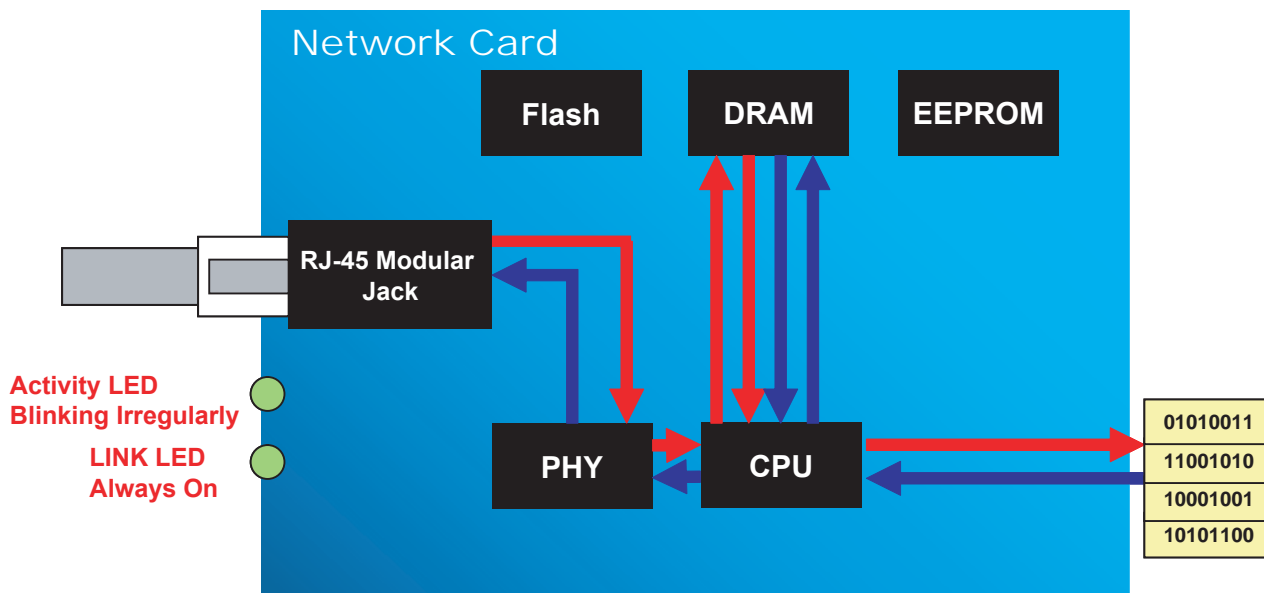 Network Card
Flash
DRAM
EEPROM
RJ-45 Modular
Jack
Activity LED
Blinking Irregularly
LINK LED
Always On
PHY
CPU
01010011
11001010
10001001
10101100